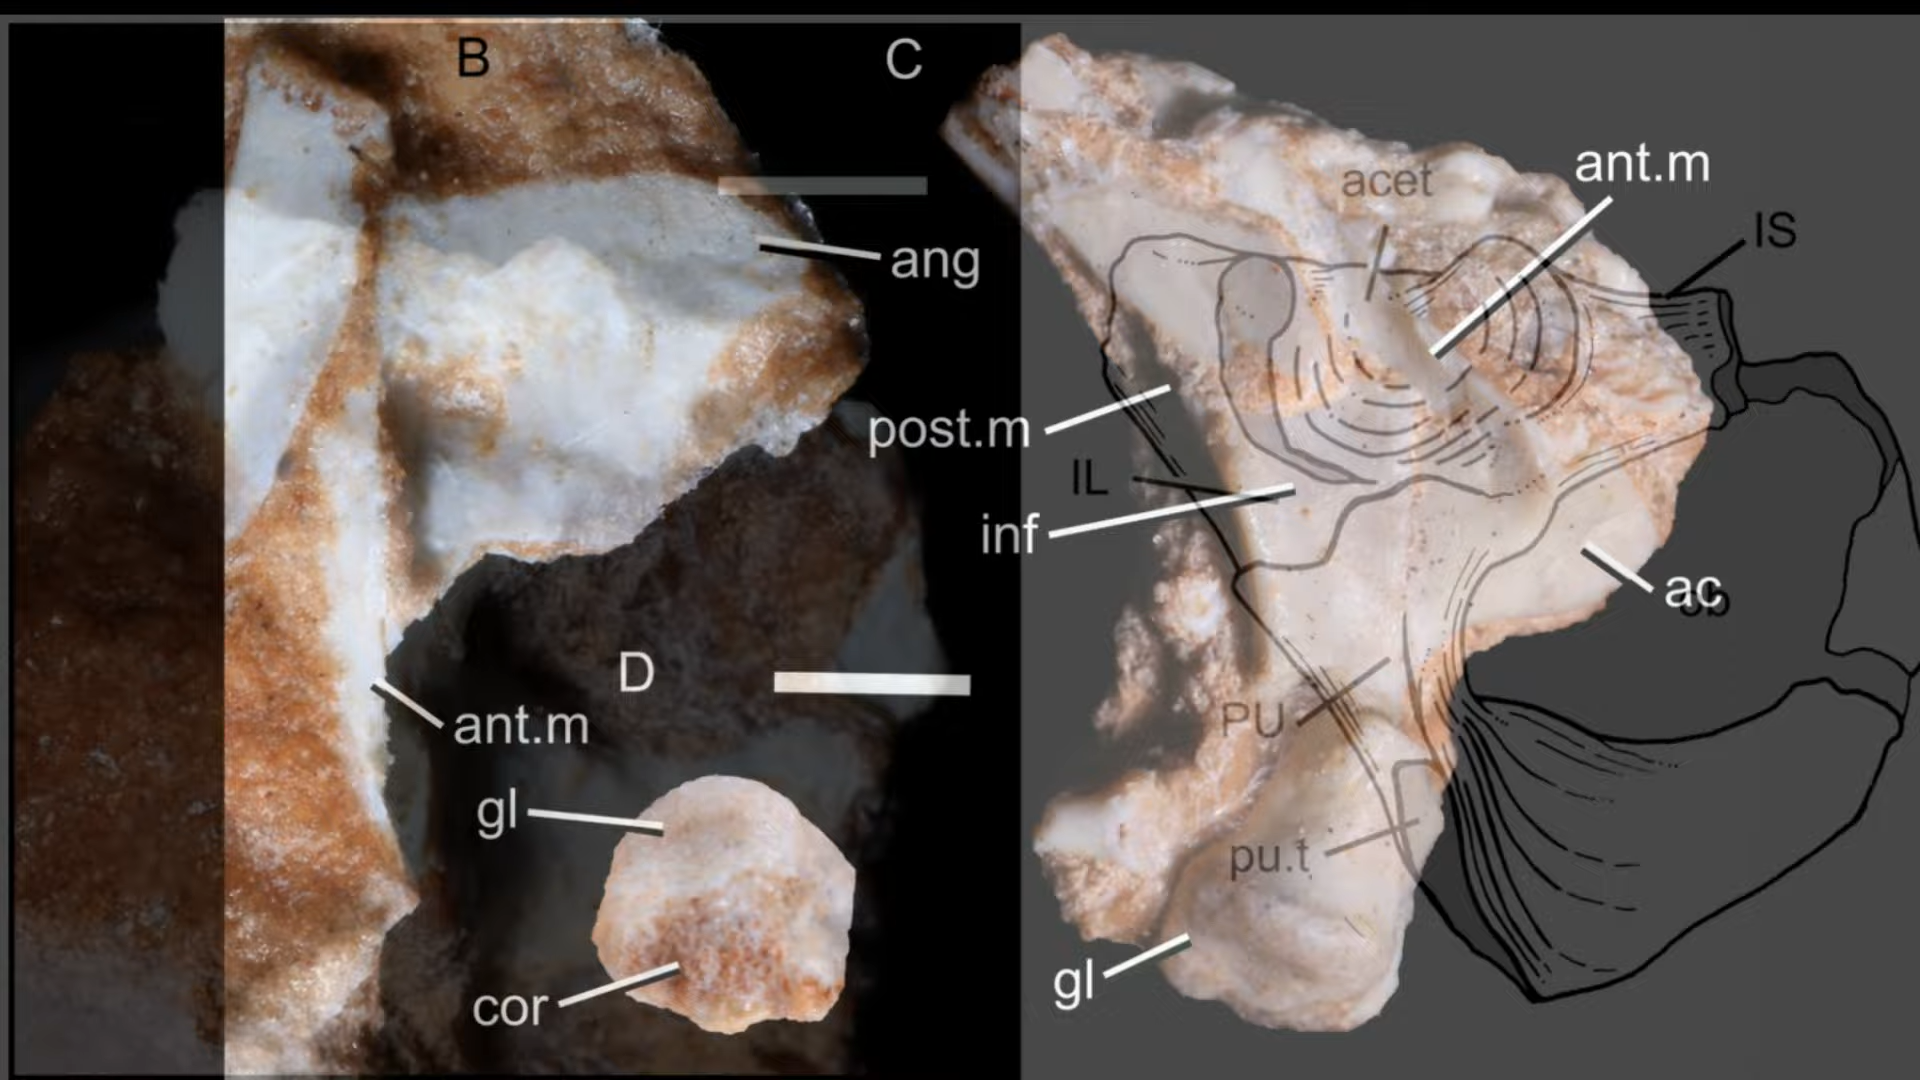 B
C
acet
ant.m
IS
ang
post.m
IL
inf
ac
D
PU
ant.m
gl
pu.t
gl
cor